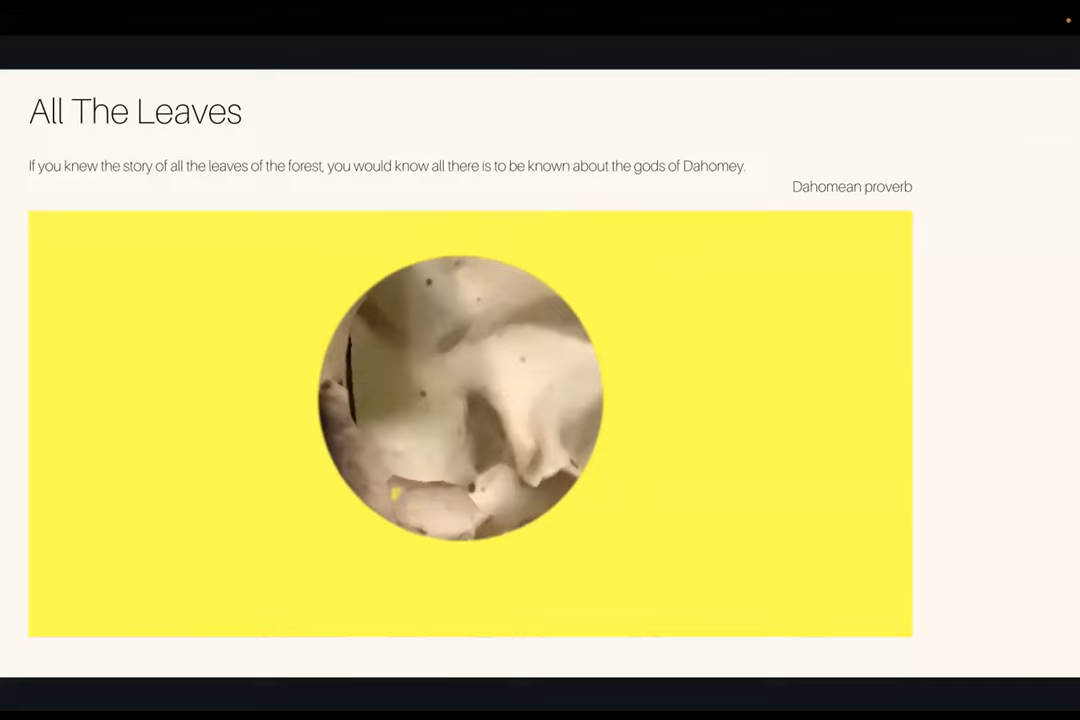 All The Leaves
If you knew the story of all the leaves of the forest, you would know all there is to be known about the gods of Dahomey.
Dahomean proverb